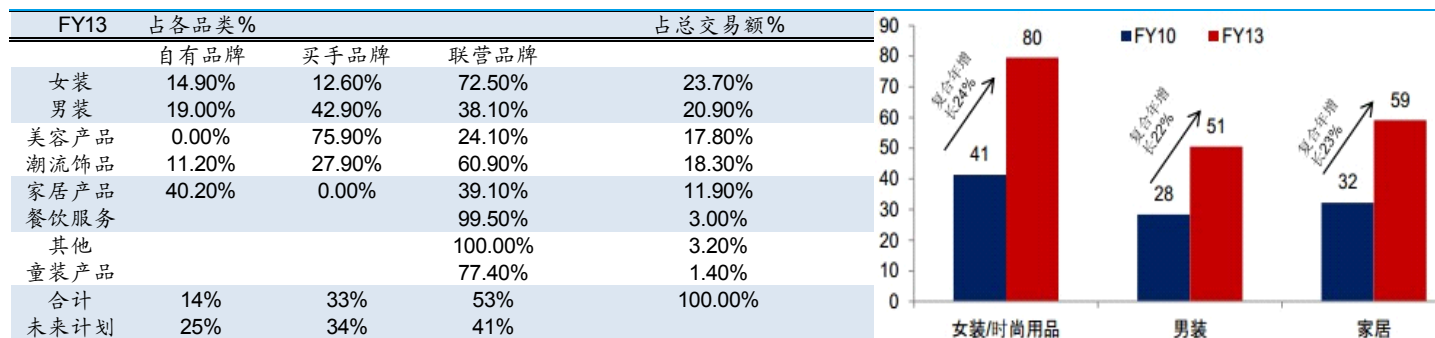 FY13 占各品类% 占总交易额%
自有品牌 买手品牌 联营品牌
女装 14.90% 12.60% 72.50% 23.70%
男装 19.00% 42.90% 38.10% 20.90%
美容产品 0.00% 75.90% 24.10% 17.80%
潮流饰品 11.20% 27.90% 60.90% 18.30%
家居产品 40.20% 0.00% 39.10% 11.90%
餐饮服务 99.50% 3.00%
其他 100.00% 3.20%
童装产品 77.40% 1.40%
合计 14% 33% 53% 100.00%
未来计划 25% 34% 41%
FY10 FY13
90
80
70
60
50
40
30
20
10
0
复合年增
长24%
41
80
复合年增
长22%
28
51
复合年增
长23%
32
59
女装/时尚用品 男装 家居